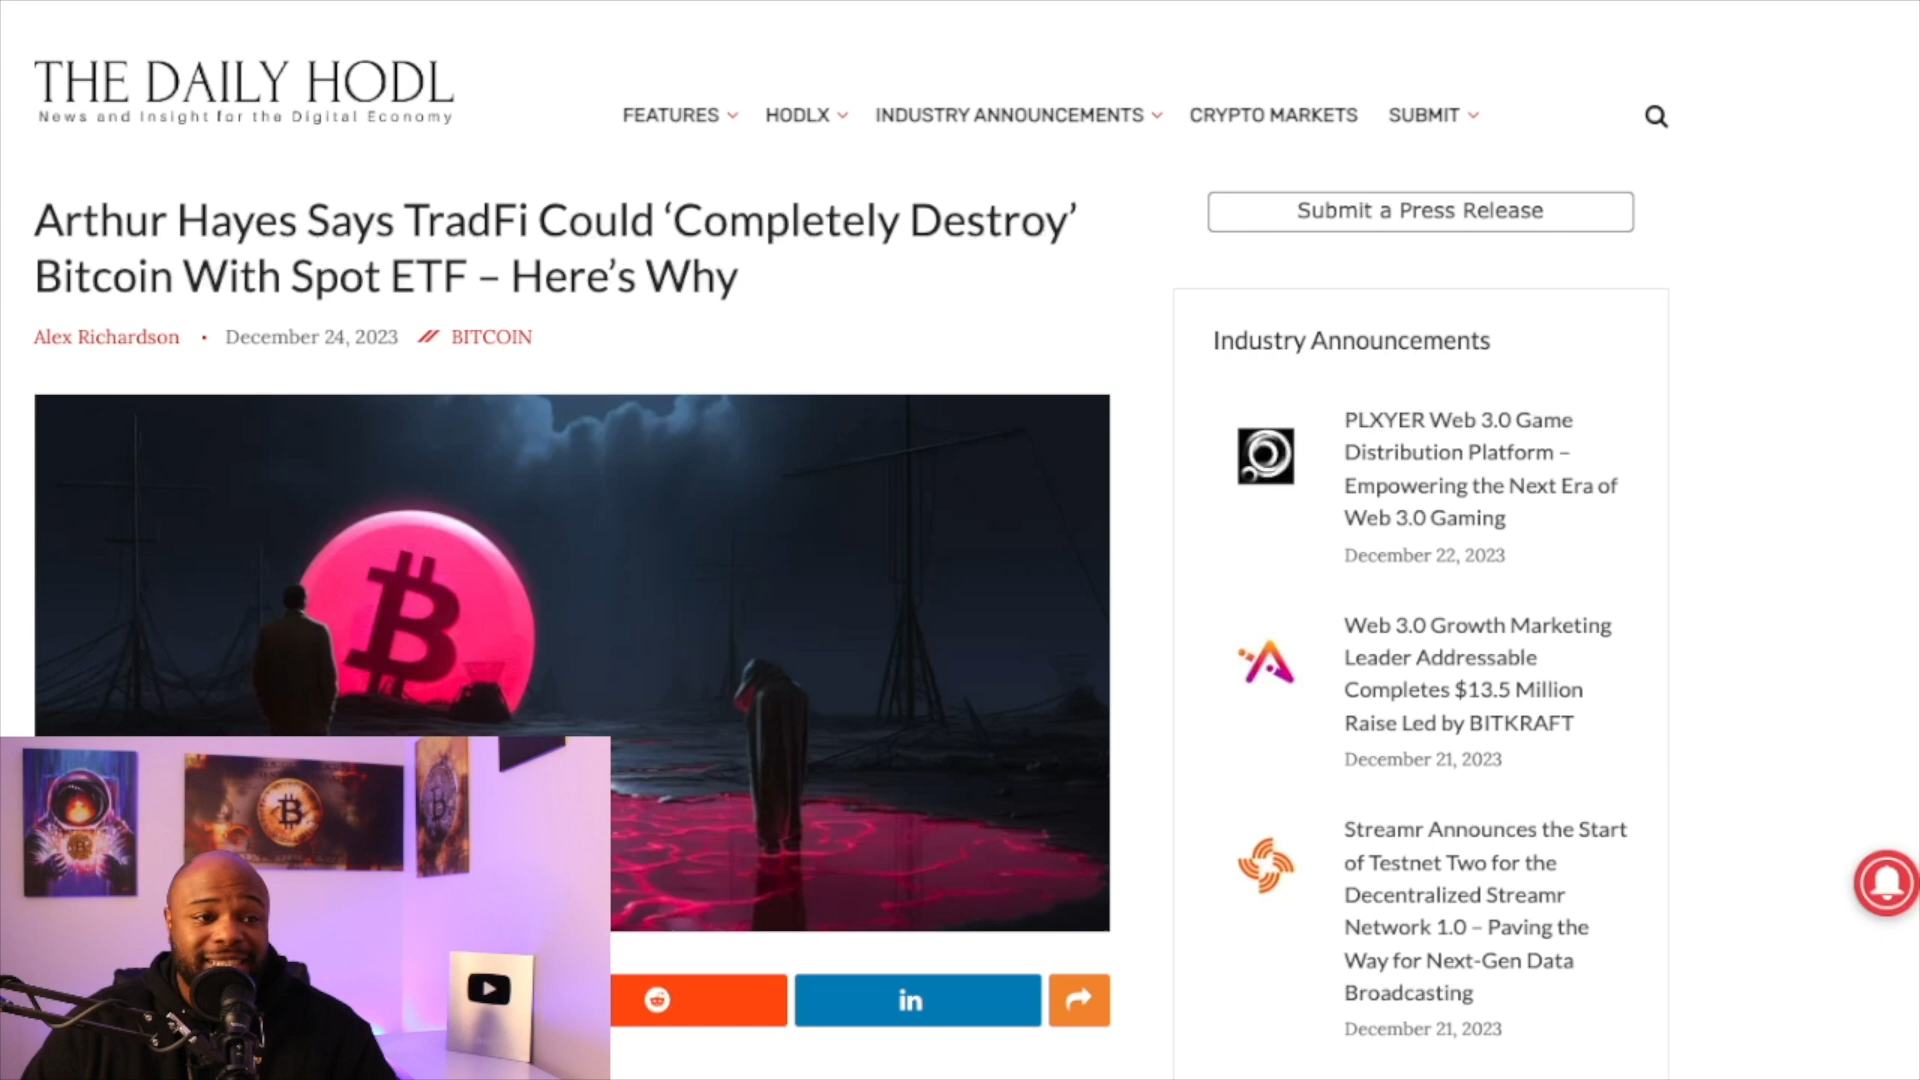 THE DAILY HODL
News and Insight for the Digital Economy
FEATURES HODLX INDUSTRY ANNOUNCEMENTS CRYPTO MARKETS SUBMIT
Arthur Hayes Says TradFi Could ‘Completely Destroy’
Bitcoin With Spot ETF – Here’s Why
Alex Richardson • December 24, 2023 // BITCOIN
Submit a Press Release
Industry Announcements
PLXYER Web 3.0 Game
Distribution Platform –
Empowering the Next Era of
Web 3.0 Gaming
December 22, 2023
Web 3.0 Growth Marketing
Leader Addressable
Completes $13.5 Million
Raise Led by BITKRAFT
December 21, 2023
Streamr Announces the Start
of Testnet Two for the
Decentralized Streamr
Network 1.0 – Paving the
Way for Next-Gen Data
Broadcasting
December 21, 2023
in